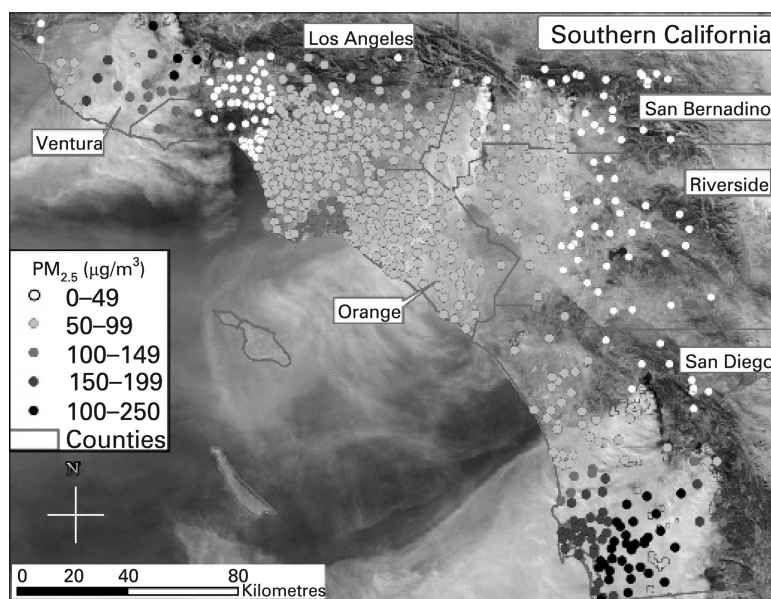 Los Angeles
Southern California
San Bernadino
Ventura
Riverside
PM2.5 (μg/m³)
0–49
50–99
100–149
150–199
100–250
Counties
Orange
San Diego
N
0 20 40 80
Kilometres